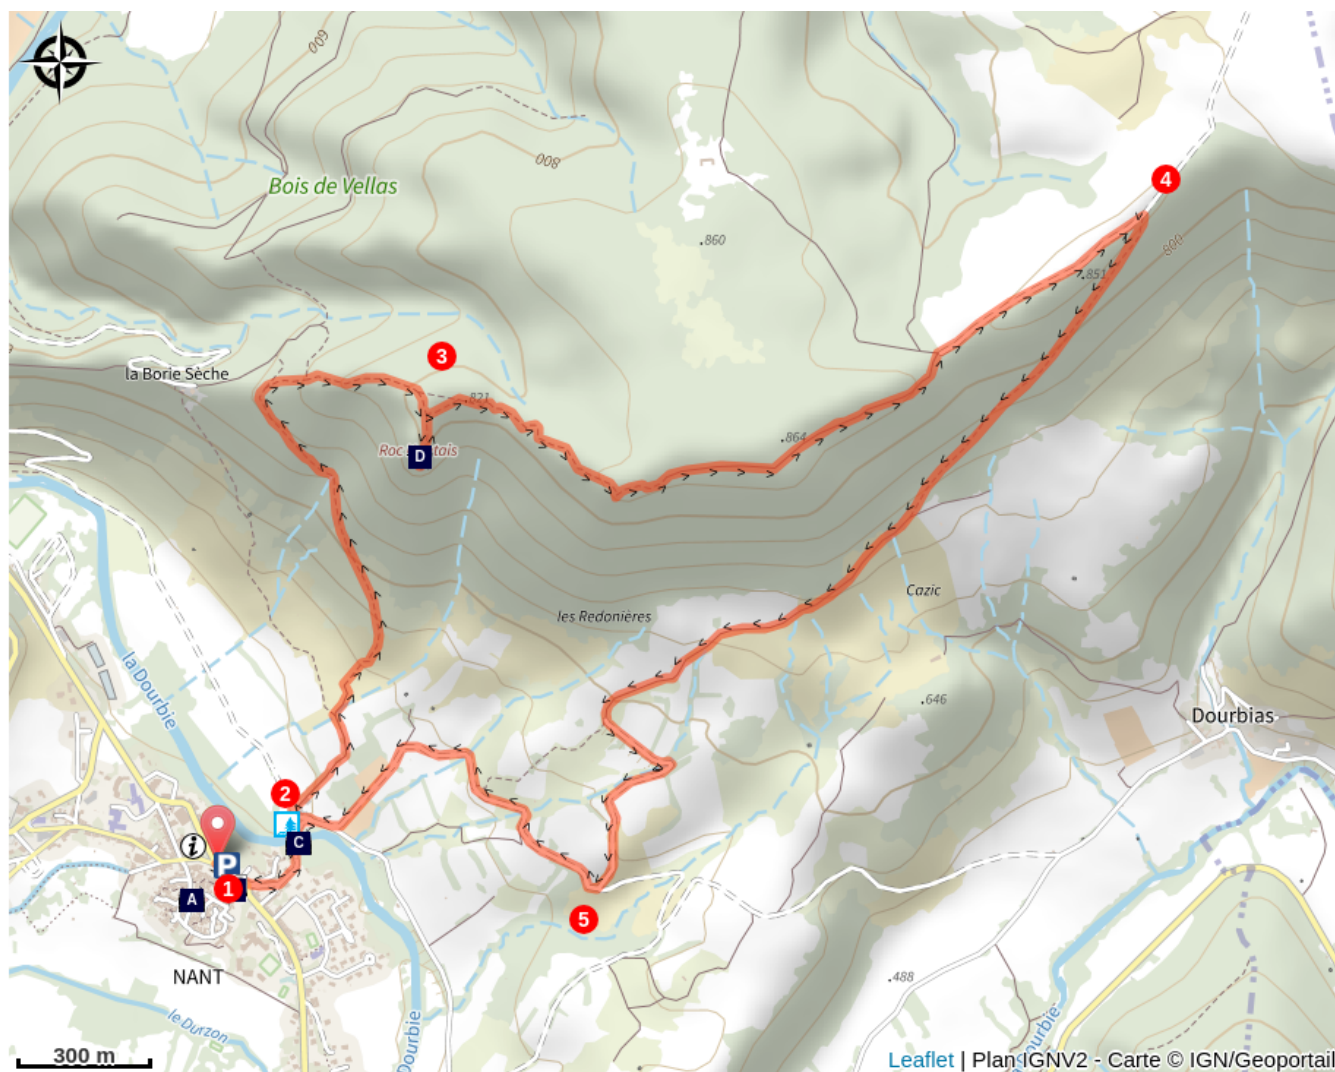 600
800
Bois de Vellas
4
.860
800
.851
3
la Borie Sèche
.821
.864
Roc
tais
D
Cazic
les Redonières
la Dourbie
.646
Dourbias
2
C
i
P
1
A
5
NANT
.488
le Durzon
Dourbie
ourbie
300 m
Leaflet | Plan IGNV2 - Carte © IGN/Geoportail